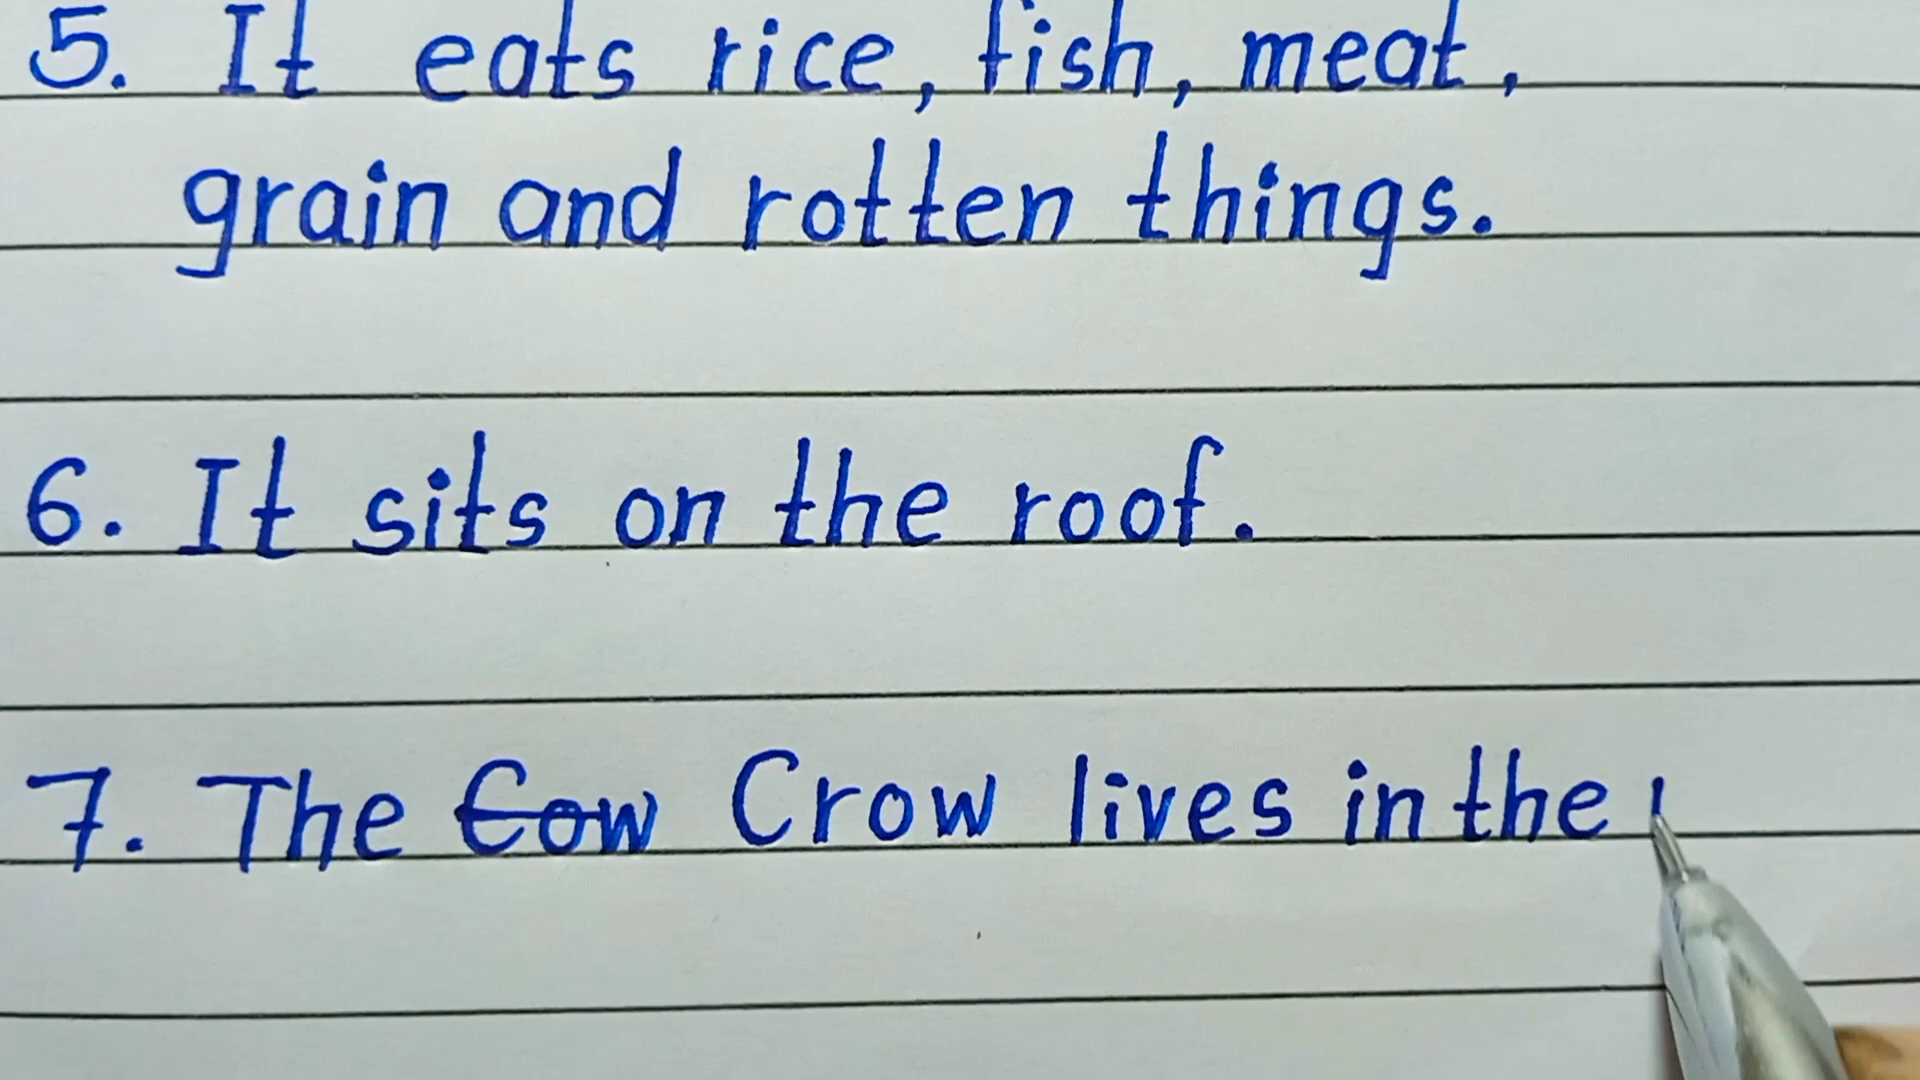 5. It eats rice, fish, meat,
grain and rotten things.
6. It sits on the roof.
7. The Cow Crow lives in the